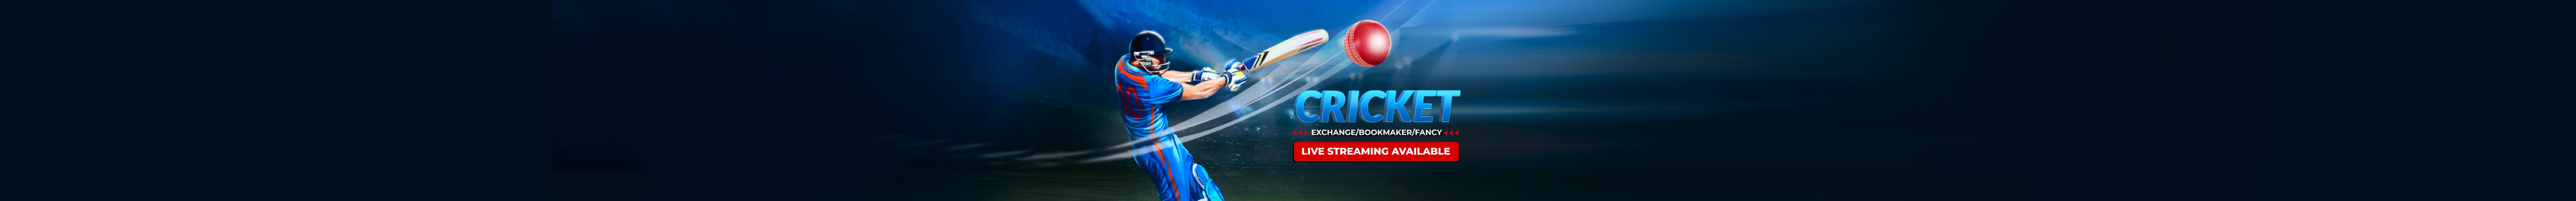 CRICKET
EXCHANGE/BOOKMAKER/FANCY
LIVE STREAMING AVAILABLE